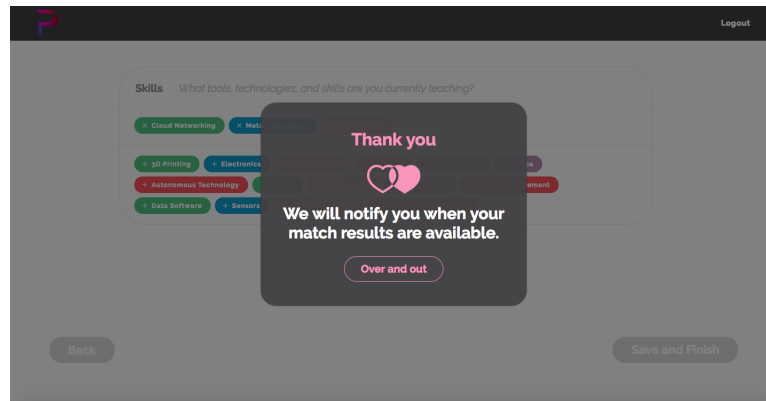 P
Logout
Skills What tools, technologies, and skills are you currently teaching?
× Cloud Networking × Meta
Thank you
+ 3D Printing + Electronics
+ Autonomous Technology
We will notify you when your
+ Data Software + Sensors
match results are available.
Over and out
Back Save and Finish